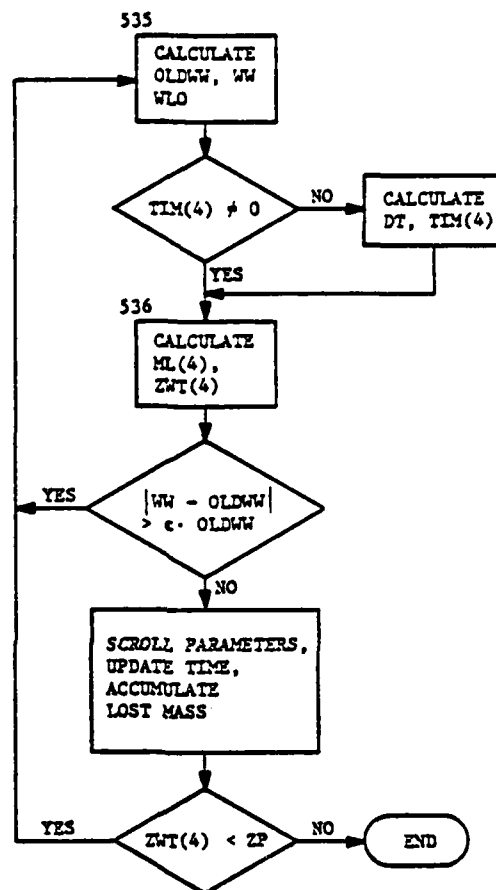 535
CALCULATE
OLDWW, WW
WLO
TIM(4) ≠ 0
NO
CALCULATE
DT, TIM(4)
YES
536
CALCULATE
ML(4),
ZWT(4)
YES
|WW - OLDWW|
> ε· OLDWW
NO
SCROLL PARAMETERS,
UPDATE TIME,
ACCUMULATE
LOST MASS
YES
ZWT(4) < ZP
NO
END